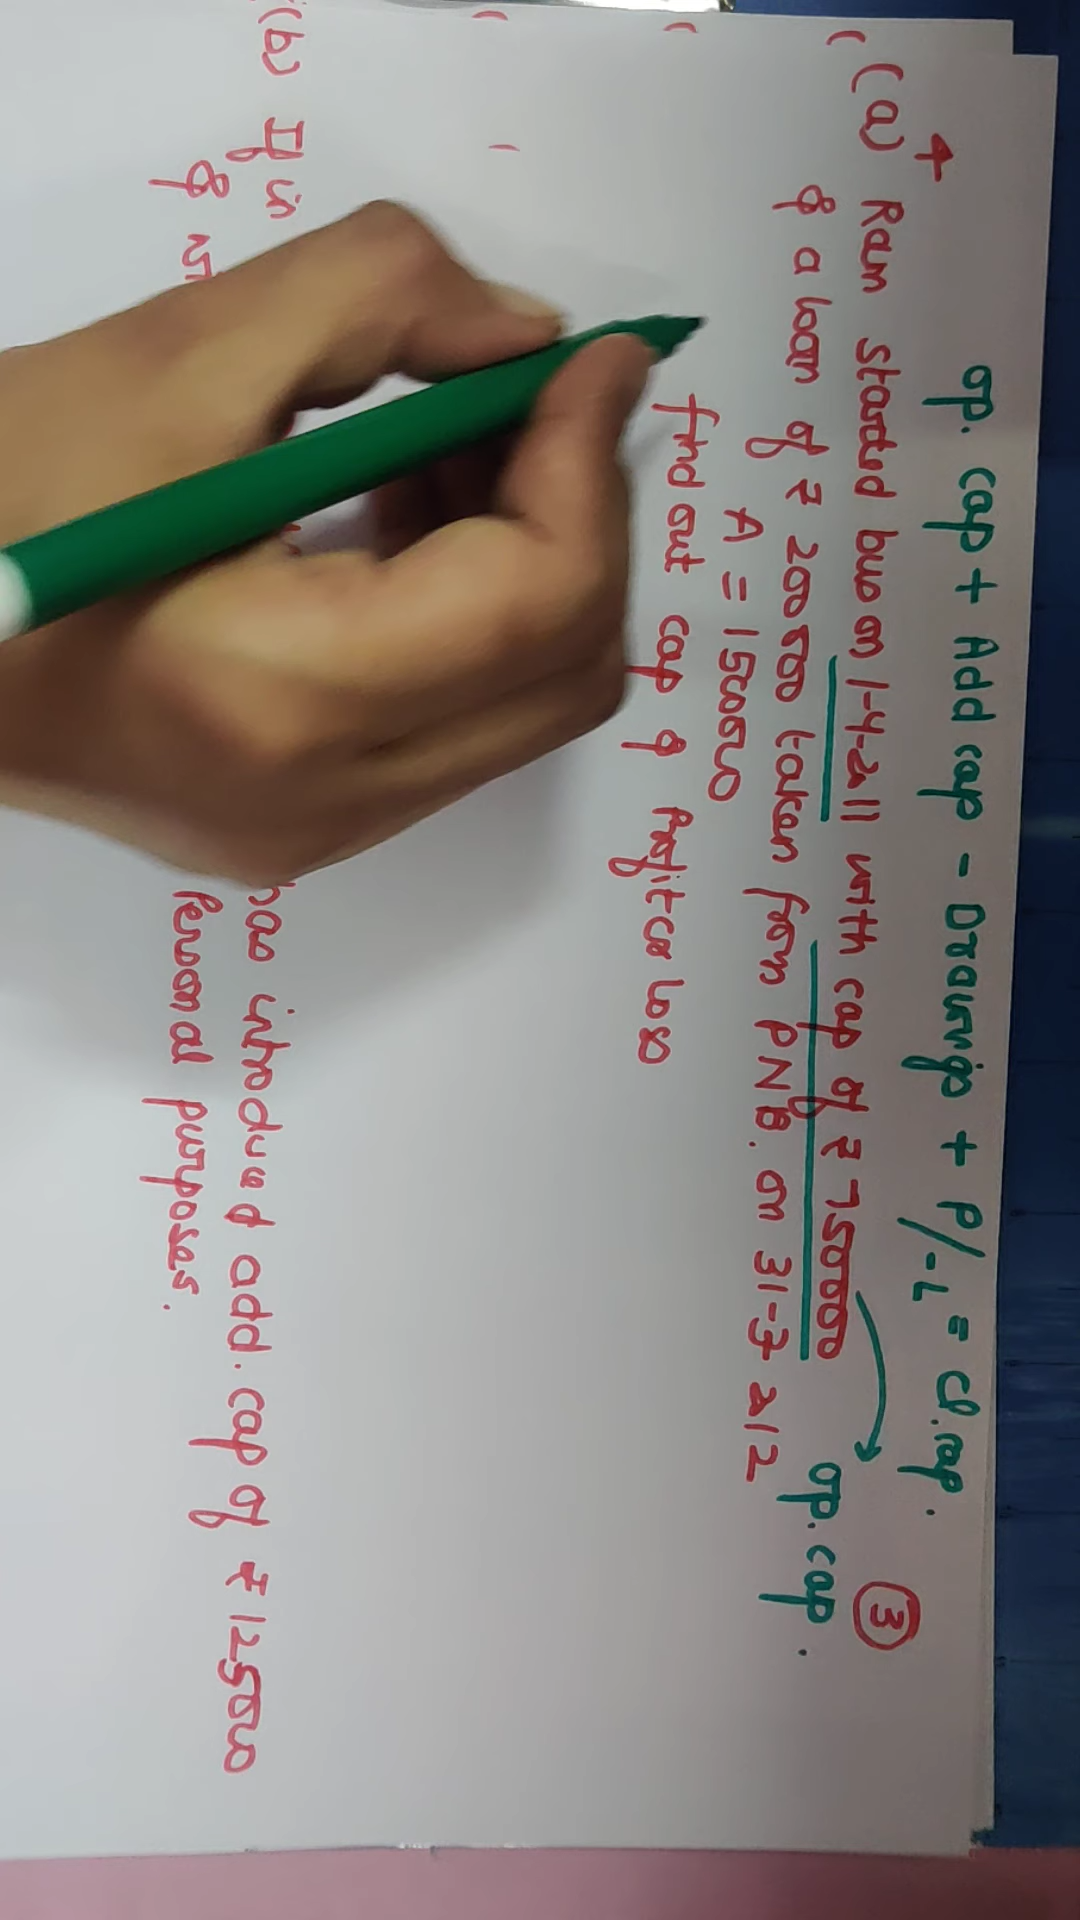 op. cap + Add cap - Drawings + P/-L = Cl. cap.
(a) Ram started bus on 1-4-2011 with cap of ₹ 750000 op. cap.
& a loan of ₹ 200000 taken from PNB. on 31-3 2012
A = 1500000
find out cap & Profit or loss
(b) If in has introduced add. cap of ₹ 125000
& Personal purposes.
3